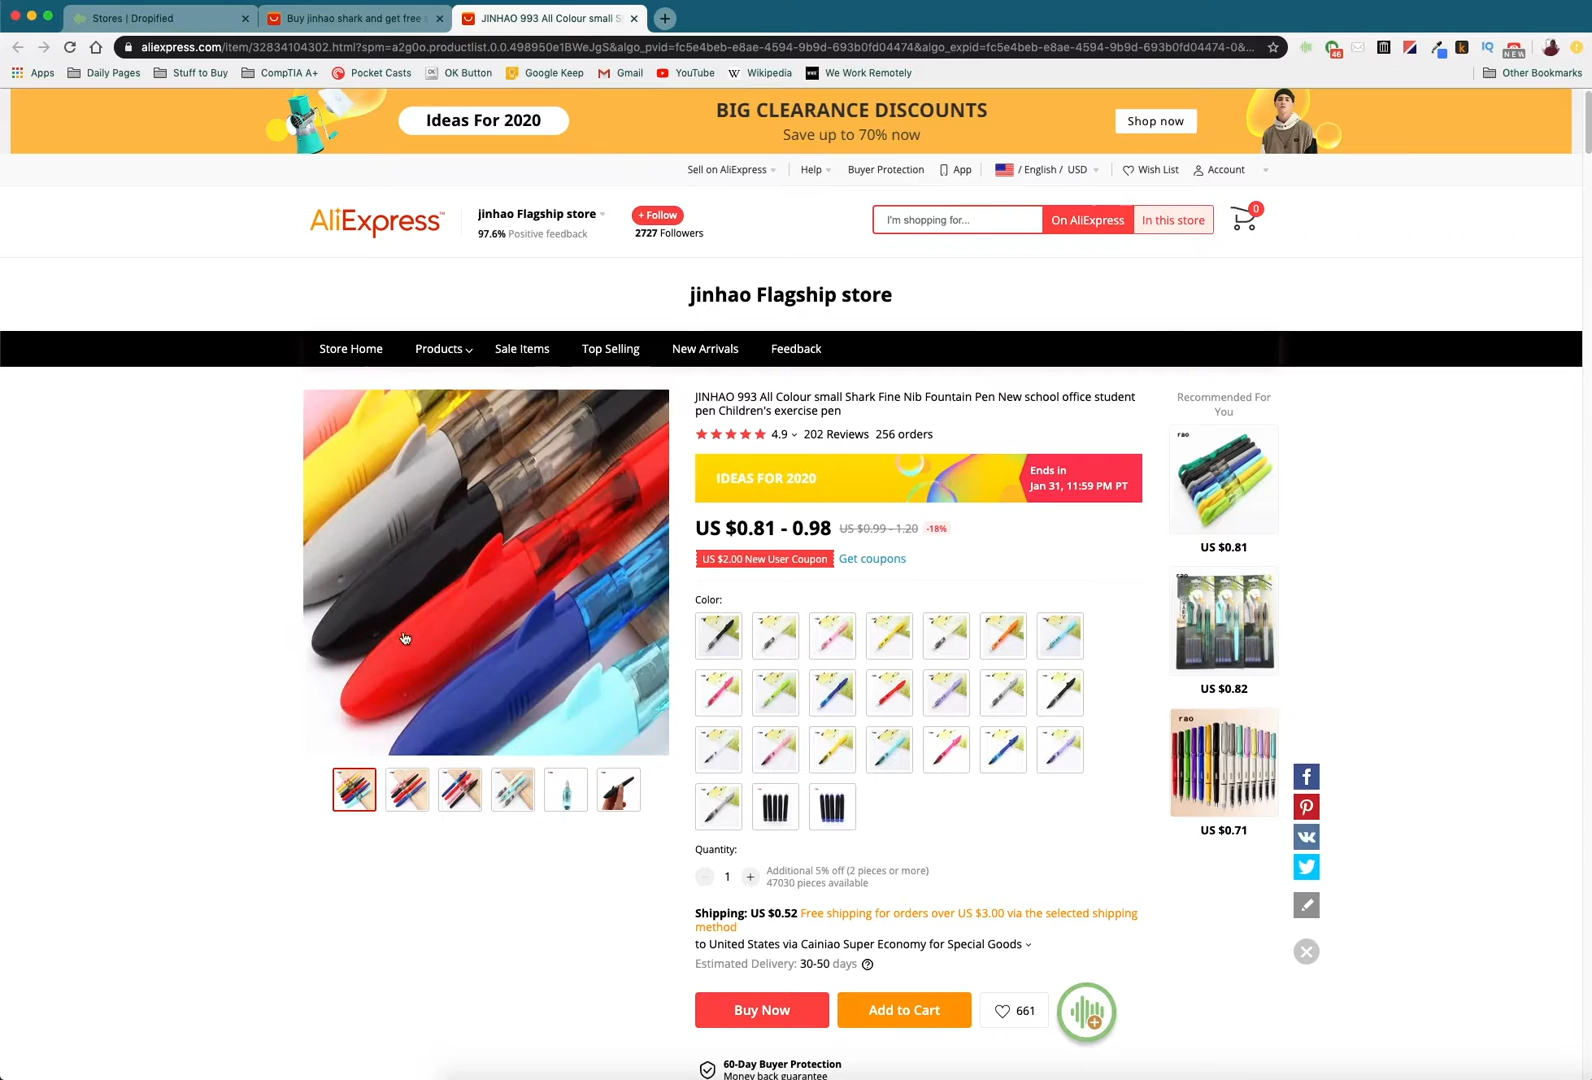 Stores | Dropified
Buy jinhao shark and get free
JINHAO 993 All Colour small S
aliexpress.com/item/32834104302.html?spm=a2g0o.productlist.0.0.498950e1BWeJgS&algo_pvid=fc5e4beb-e8ae-4594-9b9d-693b0fd04474&algo_expid=fc5e4beb-e8ae-4594-9b9d-693b0fd04474-0&...
46
IQ
NEW
Apps
Daily Pages
Stuff to Buy
CompTIA A+
Pocket Casts
OK Button
Google Keep
Gmail
YouTube
Wikipedia
We Work Remotely
Other Bookmarks
Ideas For 2020
BIG CLEARANCE DISCOUNTS
Save up to 70% now
Shop now
Sell on AliExpress
Help
Buyer Protection
App
/ English / USD
Wish List
Account
AliExpress™
jinhao Flagship store
97.6% Positive feedback
+ Follow
2727 Followers
I'm shopping for...
On AliExpress
In this store
0
jinhao Flagship store
Store Home
Products
Sale Items
Top Selling
New Arrivals
Feedback
JINHAO 993 All Colour small Shark Fine Nib Fountain Pen New school office student
pen Children's exercise pen
4.9
202 Reviews
256 orders
IDEAS FOR 2020
Ends in
Jan 31, 11:59 PM PT
US $0.81 - 0.98
US $0.99 - 1.20
-18%
US $2.00 New User Coupon
Get coupons
Color:
Quantity:
1
+
Additional 5% off (2 pieces or more)
47030 pieces available
Shipping: US $0.52 Free shipping for orders over US $3.00 via the selected shipping
method
to United States via Cainiao Super Economy for Special Goods
Estimated Delivery: 30-50 days
Buy Now
Add to Cart
661
60-Day Buyer Protection
Money back guarantee
Recommended For
You
rao
US $0.81
rao
US $0.82
rao
US $0.71